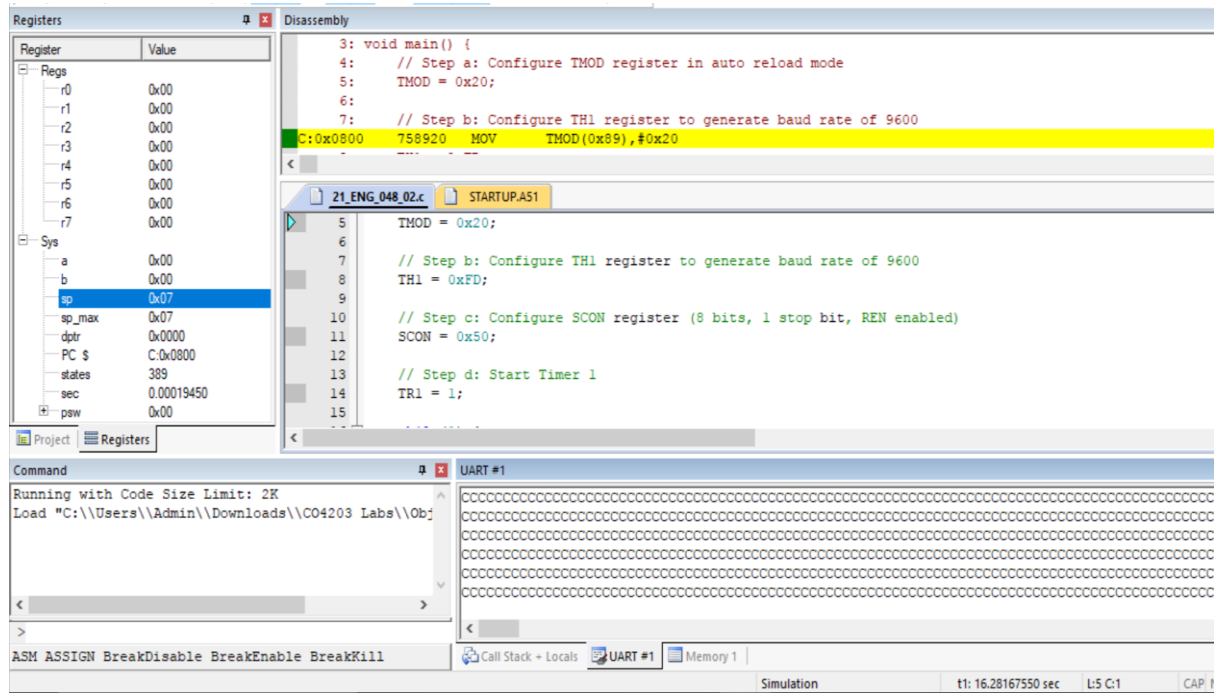 Registers
Register Value
Regs
r0 0x00
r1 0x00
r2 0x00
r3 0x00
r4 0x00
r5 0x00
r6 0x00
r7 0x00
Sys
a 0x00
b 0x00
sp 0x07
sp_max 0x07
dptr 0x0000
PC $ C:0x0800
states 389
sec 0.00019450
psw 0x00
Project Registers
Disassembly
3: void main() {
4: // Step a: Configure TMOD register in auto reload mode
5: TMOD = 0x20;
6:
7: // Step b: Configure TH1 register to generate baud rate of 9600
C:0x0800 758920 MOV TMOD(0x89),#0x20
21_ENG_048_02.c STARTUP.A51
5 TMOD = 0x20;
6
7 // Step b: Configure TH1 register to generate baud rate of 9600
8 TH1 = 0xFD;
9
10 // Step c: Configure SCON register (8 bits, 1 stop bit, REN enabled)
11 SCON = 0x50;
12
13 // Step d: Start Timer 1
14 TR1 = 1;
15
Command
Running with Code Size Limit: 2K
Load "C:\\Users\\Admin\\Downloads\\CO4203 Labs\\Obj
>
ASM ASSIGN BreakDisable BreakEnable BreakKill
UART #1
CCCCCCCCCCCCCCCCCCCCCCCCCCCCCCCCCCCCCCCCCCCCCCCCCCCCCCCCCCCCCCCCCCCCCCCCCCCCCCCCCCCCCCCCCC
CCCCCCCCCCCCCCCCCCCCCCCCCCCCCCCCCCCCCCCCCCCCCCCCCCCCCCCCCCCCCCCCCCCCCCCCCCCCCCCCCCCCCCCCCC
CCCCCCCCCCCCCCCCCCCCCCCCCCCCCCCCCCCCCCCCCCCCCCCCCCCCCCCCCCCCCCCCCCCCCCCCCCCCCCCCCCCCCCCCCC
CCCCCCCCCCCCCCCCCCCCCCCCCCCCCCCCCCCCCCCCCCCCCCCCCCCCCCCCCCCCCCCCCCCCCCCCCCCCCCCCCCCCCCCCCC
CCCCCCCCCCCCCCCCCCCCCCCCCCCCCCCCCCCCCCCCCCCCCCCCCCCCCCCCCCCCCCCCCCCCCCCCCCCCCCCCCCCCCCCCCC
CCCCCCCCCCCCCCCCCCCCCCCCCCCCCCCCCCCCCCCCCCCCCCCCCCCCCCCCCCCCCCCCCCCCCCCCCCCCCCCCCCCCCCCCCC
Call Stack + Locals UART #1 Memory 1
Simulation t1: 16.28167550 sec L:5 C:1 CAP